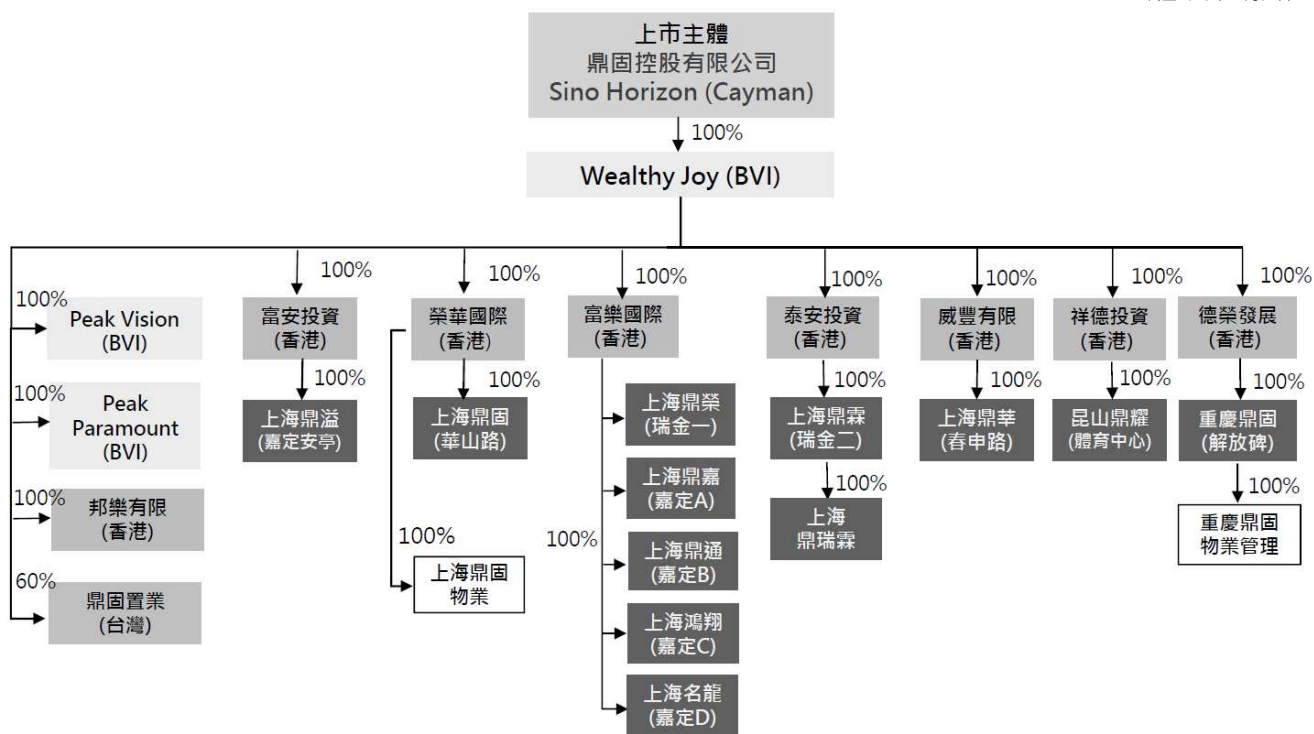 上市主體
鼎固控股有限公司
Sino Horizon (Cayman)
100%
Wealthy Joy (BVI)
100%
Peak Vision
(BVI)
100%
Peak
Paramount
(BVI)
100%
邦樂有限
(香港)
60%
鼎固置業
(台灣)
100%
富安投資
(香港)
100%
上海鼎溢
(嘉定安亭)
100%
榮華國際
(香港)
100%
上海鼎固
(華山路)
100%
上海鼎固
物業
100%
富樂國際
(香港)
100%
上海鼎榮
(瑞金一)
上海鼎嘉
(嘉定A)
上海鼎通
(嘉定B)
上海鴻翔
(嘉定C)
上海名龍
(嘉定D)
100%
泰安投資
(香港)
100%
上海鼎霖
(瑞金二)
100%
上海
鼎瑞霖
100%
威豐有限
(香港)
100%
上海鼎莘
(春申路)
100%
祥德投資
(香港)
100%
昆山鼎耀
(體育中心)
100%
德榮發展
(香港)
100%
重慶鼎固
(解放碑)
100%
重慶鼎固
物業管理